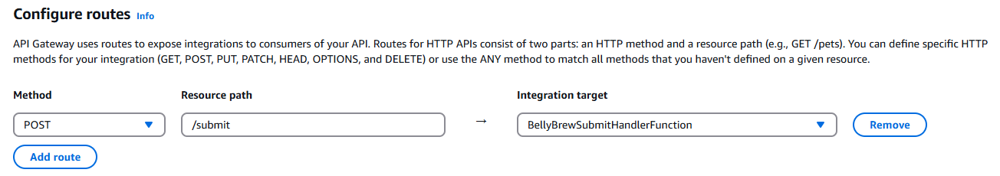 Configure routes Info
API Gateway uses routes to expose integrations to consumers of your API. Routes for HTTP APIs consist of two parts: an HTTP method and a resource path (e.g., GET /pets). You can define specific HTTP
methods for your integration (GET, POST, PUT, PATCH, HEAD, OPTIONS, and DELETE) or use the ANY method to match all methods that you haven't defined on a given resource.
Method Resource path Integration target
POST /submit → BellyBrewSubmitHandlerFunction Remove
Add route